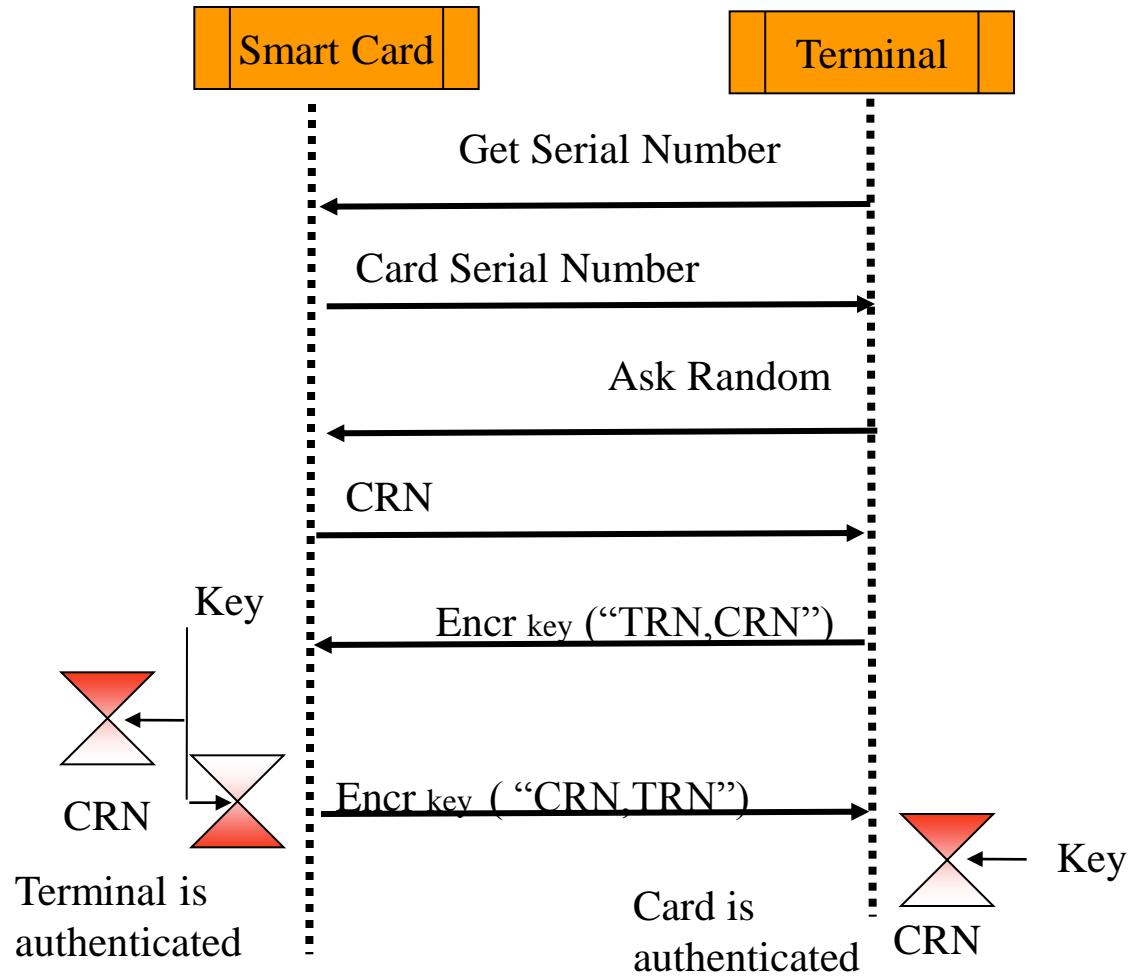 Smart Card
Terminal
Get Serial Number
Card Serial Number
Ask Random
CRN
Key
Encr key (“TRN,CRN”)
CRN
Encr key ( “CRN,TRN”)
Key
Terminal is
authenticated
Card is
authenticated
CRN